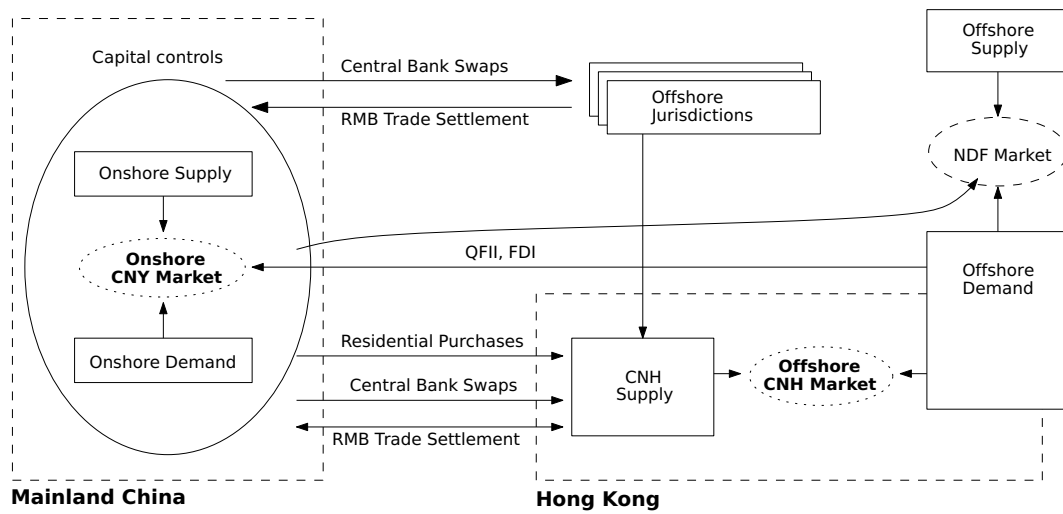 Capital controls
Central Bank Swaps
RMB Trade Settlement
Offshore
Jurisdictions
Offshore
Supply
NDF Market
Onshore Supply
Onshore
CNY Market
Onshore Demand
QFII, FDI
Offshore
Demand
Residential Purchases
Central Bank Swaps
RMB Trade Settlement
CNH
Supply
Offshore
CNH Market
Mainland China
Hong Kong